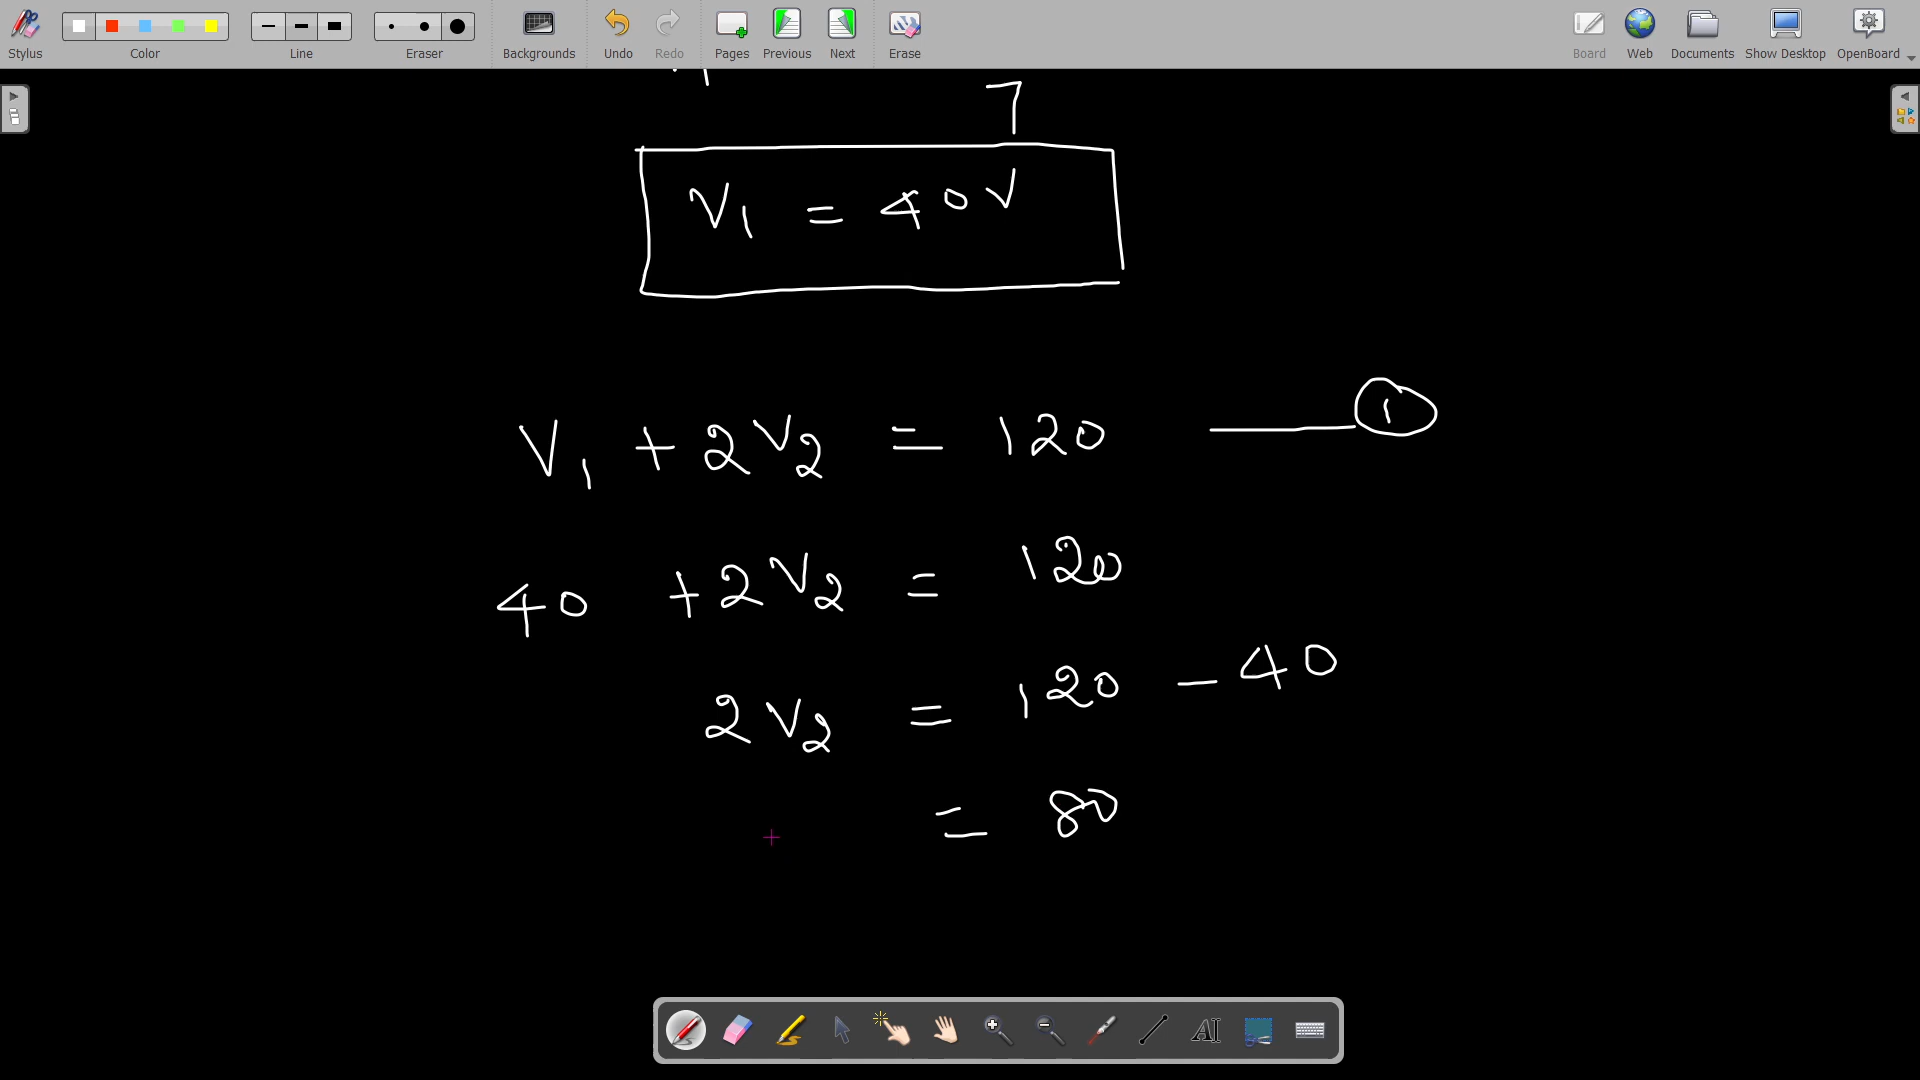 Stylus Color Line Eraser Backgrounds Undo Redo Pages Previous Next Erase Board Web Documents Show Desktop OpenBoard
7
V₁ = 40V
V₁ + 2V₂ = 120 —— ①
40 + 2V₂ = 120
2V₂ = 120 - 40
= 80
AI